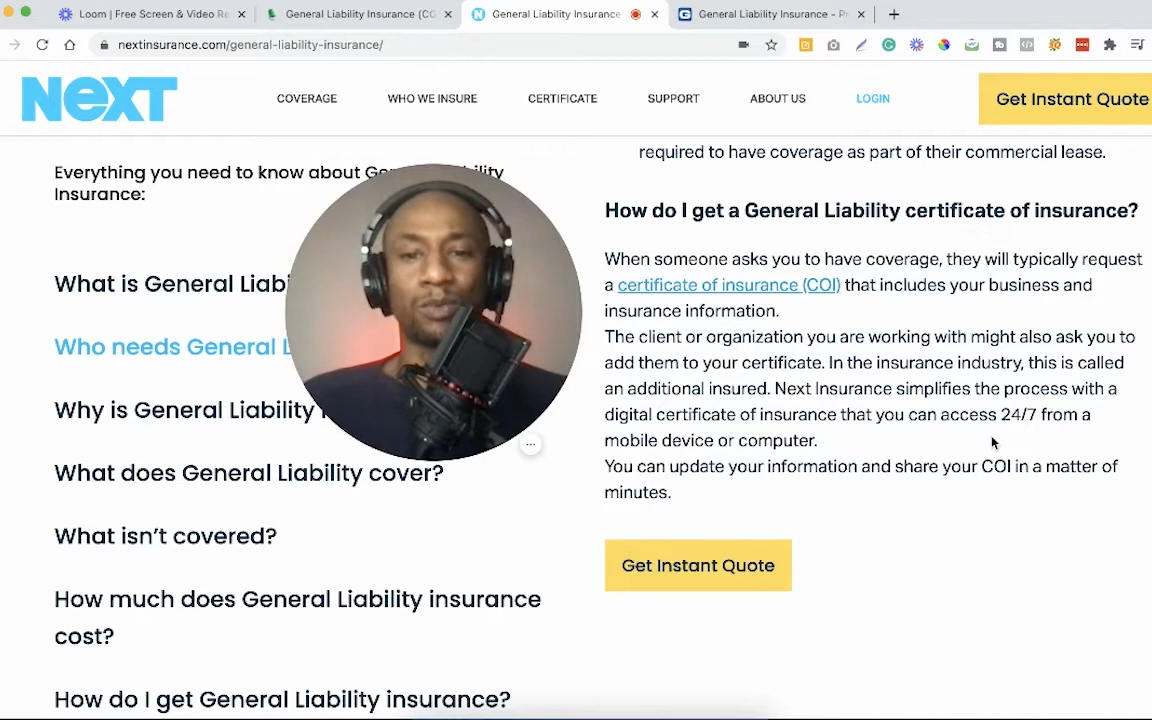 Loom | Free Screen & Video Re
General Liability Insurance (CG
General Liability Insurance
General Liability Insurance - Pr
nextinsurance.com/general-liability-insurance/
NEXT
COVERAGE
WHO WE INSURE
CERTIFICATE
SUPPORT
ABOUT US
LOGIN
Get Instant Quote
Everything you need to know about
Insurance:
What is General Liabi
Who needs General L
Why is General Liability
What does General Liability cover?
What isn't covered?
How much does General Liability insurance
cost?
How do I get General Liability insurance?
required to have coverage as part of their commercial lease.
How do I get a General Liability certificate of insurance?
When someone asks you to have coverage, they will typically request
a certificate of insurance (COI) that includes your business and
insurance information.
The client or organization you are working with might also ask you to
add them to your certificate. In the insurance industry, this is called
an additional insured. Next Insurance simplifies the process with a
digital certificate of insurance that you can access 24/7 from a
mobile device or computer.
You can update your information and share your COI in a matter of
minutes.
Get Instant Quote